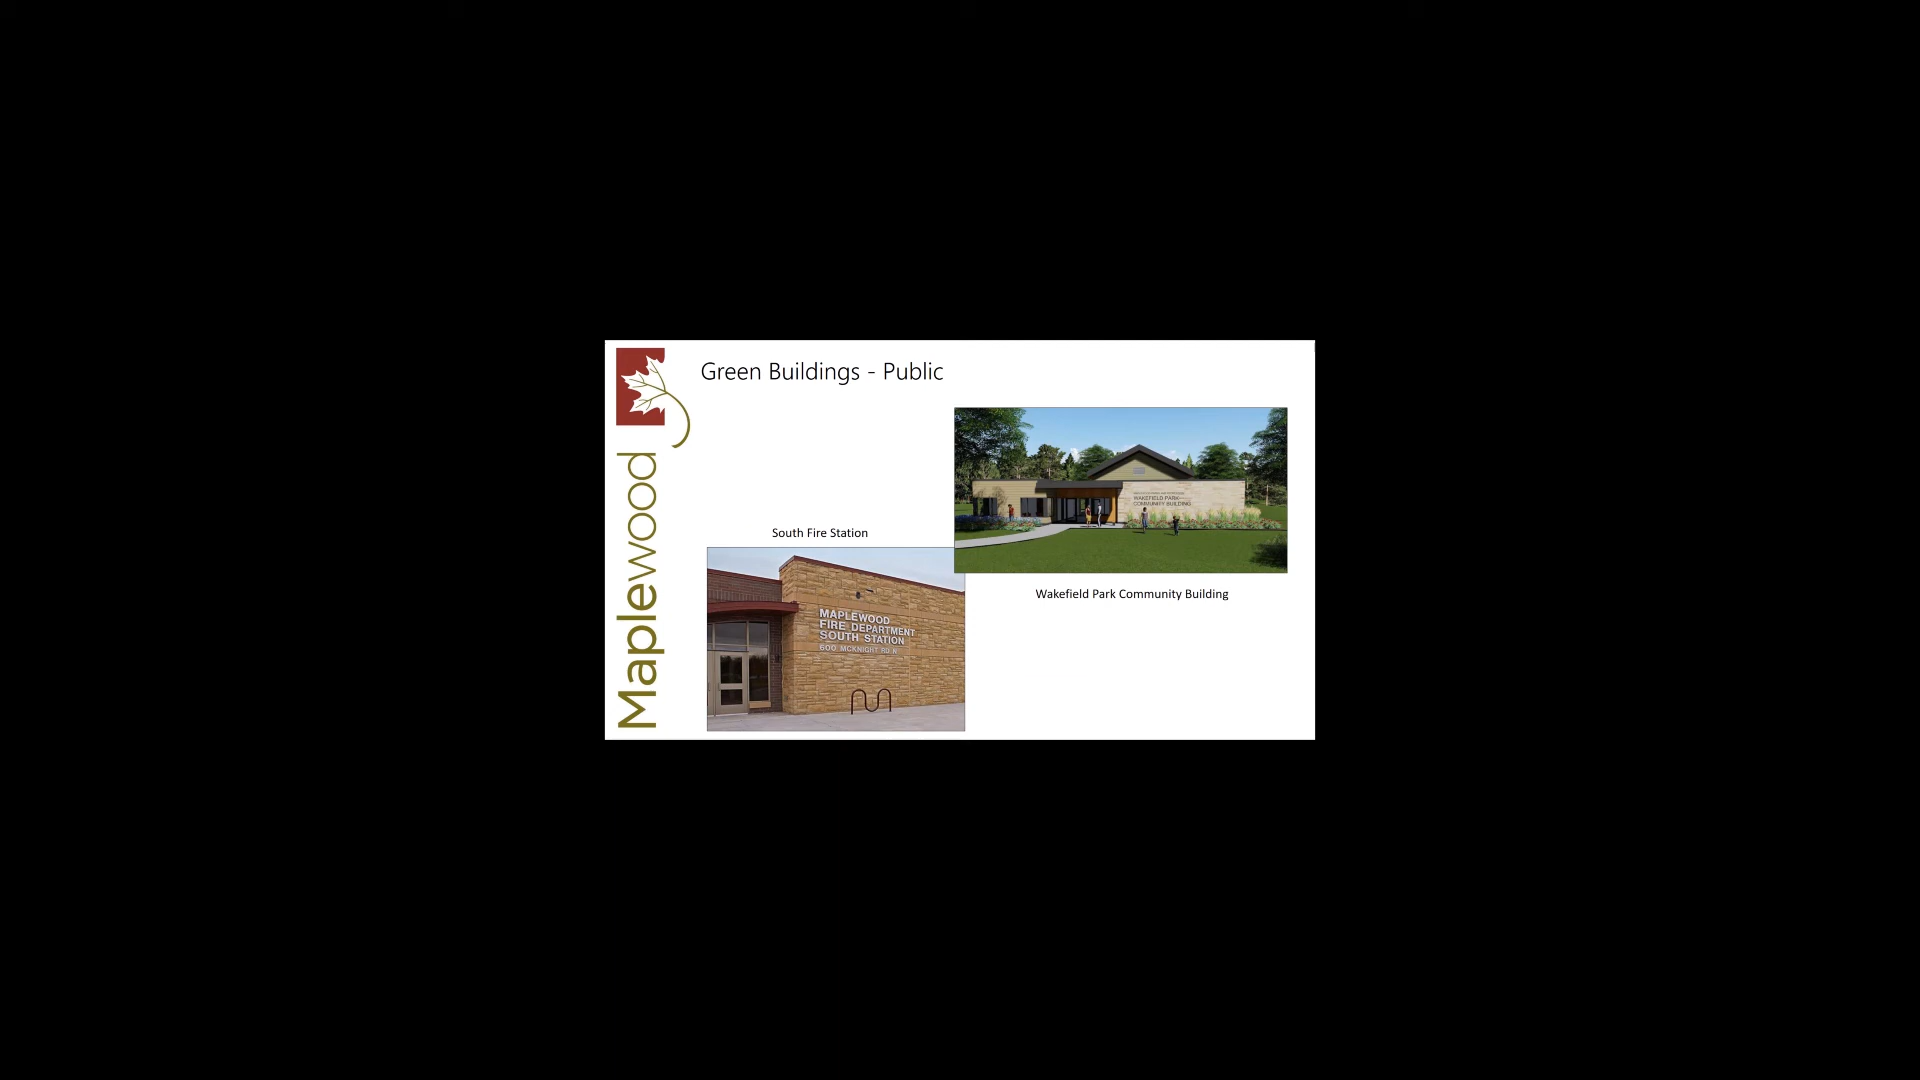 Maplewood
Green Buildings - Public
South Fire Station
MAPLEWOOD
FIRE DEPARTMENT
SOUTH STATION
600 MCKNIGHT RD N
WAKEFIELD PARK
COMMUNITY BUILDING
Wakefield Park Community Building